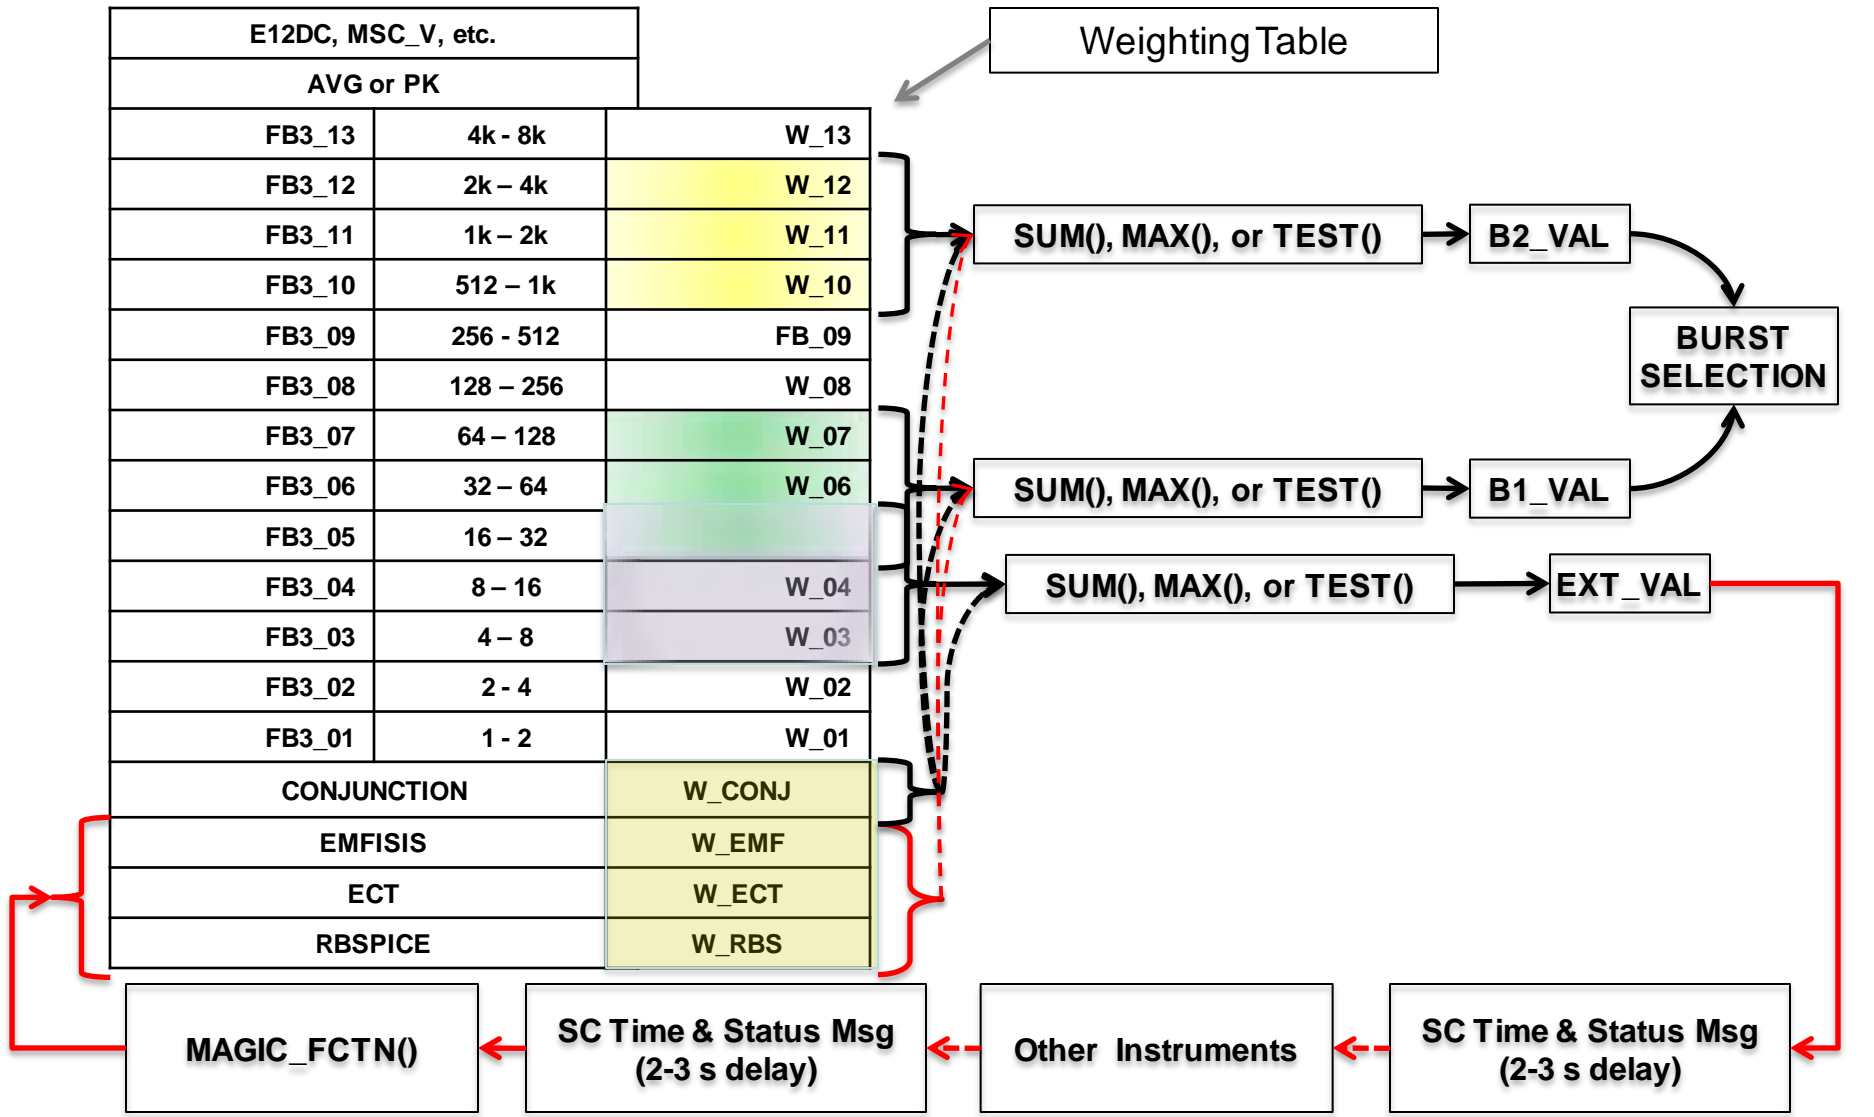 E12DC, MSC_V, etc.
Weighting Table
AVG or PK
FB3_13 4k - 8k W_13
FB3_12 2k – 4k W_12
FB3_11 1k – 2k W_11
FB3_10 512 – 1k W_10
FB3_09 256 - 512 FB_09
FB3_08 128 – 256 W_08
FB3_07 64 – 128 W_07
FB3_06 32 – 64 W_06
FB3_05 16 – 32
FB3_04 8 – 16 W_04
FB3_03 4 – 8 W_03
FB3_02 2 - 4 W_02
FB3_01 1 - 2 W_01
CONJUNCTION W_CONJ
EMFISIS W_EMF
ECT W_ECT
RBSPICE W_RBS
SUM(), MAX(), or TEST()
B2_VAL
BURST
SELECTION
SUM(), MAX(), or TEST()
B1_VAL
SUM(), MAX(), or TEST()
EXT_VAL
MAGIC_FCTN()
SC Time & Status Msg
(2-3 s delay)
Other Instruments
SC Time & Status Msg
(2-3 s delay)